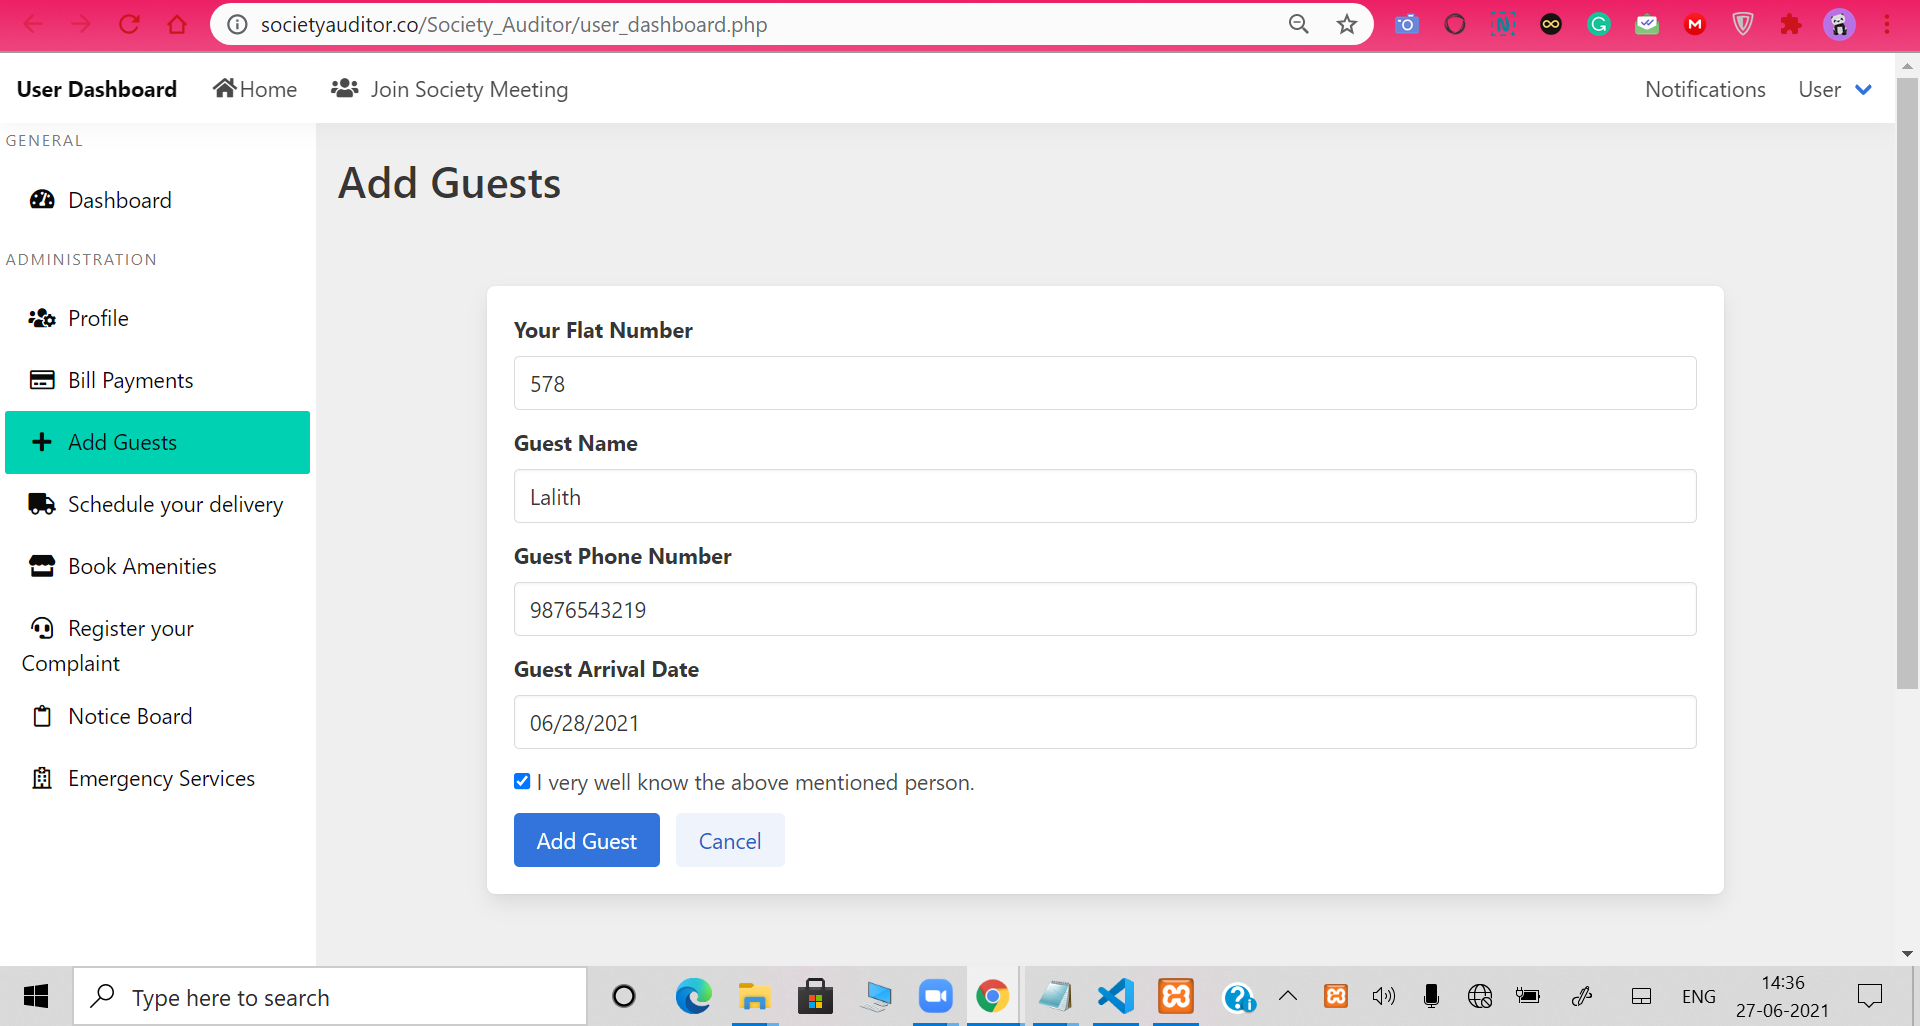 societyauditor.co/Society_Auditor/user_dashboard.php
User Dashboard Home Join Society Meeting Notifications User
GENERAL
Dashboard
ADMINISTRATION
Profile
Bill Payments
Add Guests
Schedule your delivery
Book Amenities
Register your
Complaint
Notice Board
Emergency Services
Add Guests
Your Flat Number
578
Guest Name
Lalith
Guest Phone Number
9876543219
Guest Arrival Date
06/28/2021
I very well know the above mentioned person.
Add Guest Cancel
Type here to search
ENG
14:36
27-06-2021